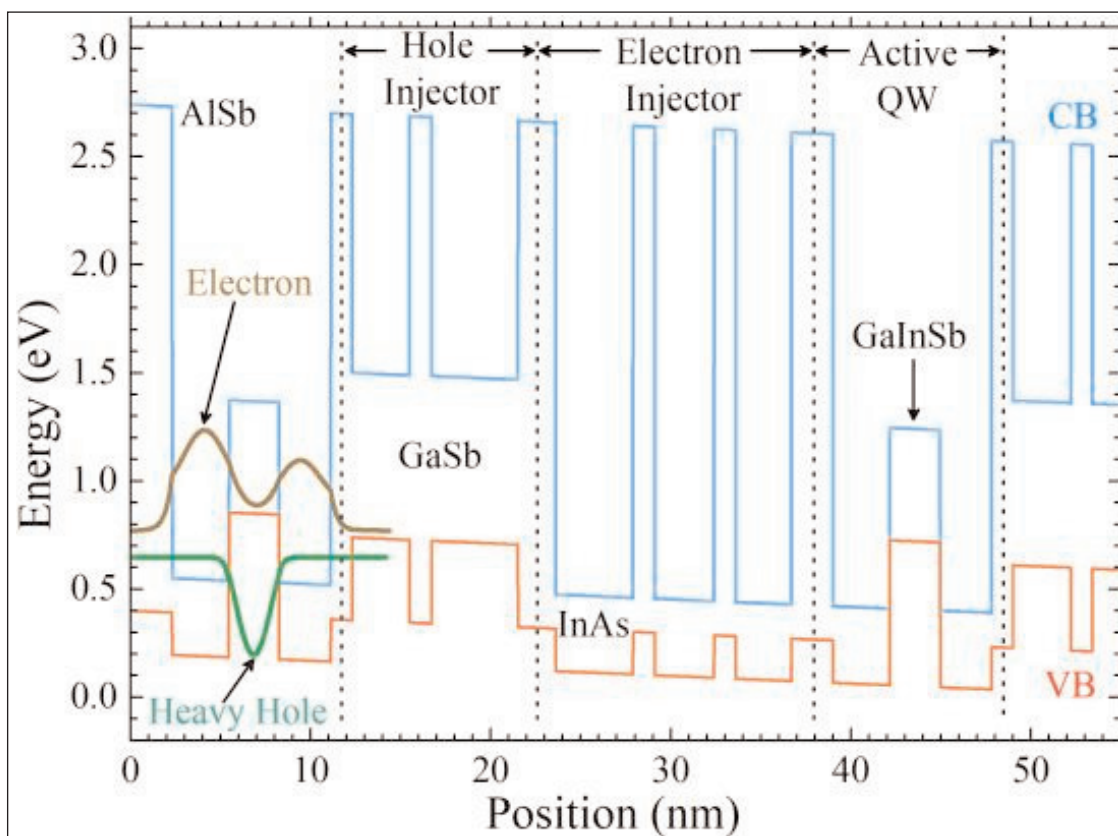 Energy (eV)
3.0
2.5
2.0
1.5
1.0
0.5
0.0
Hole
Injector
Electron
Injector
Active
QW
AlSb
CB
Electron
GaInSb
GaSb
InAs
VB
Heavy Hole
0
10
20
30
40
50
Position (nm)